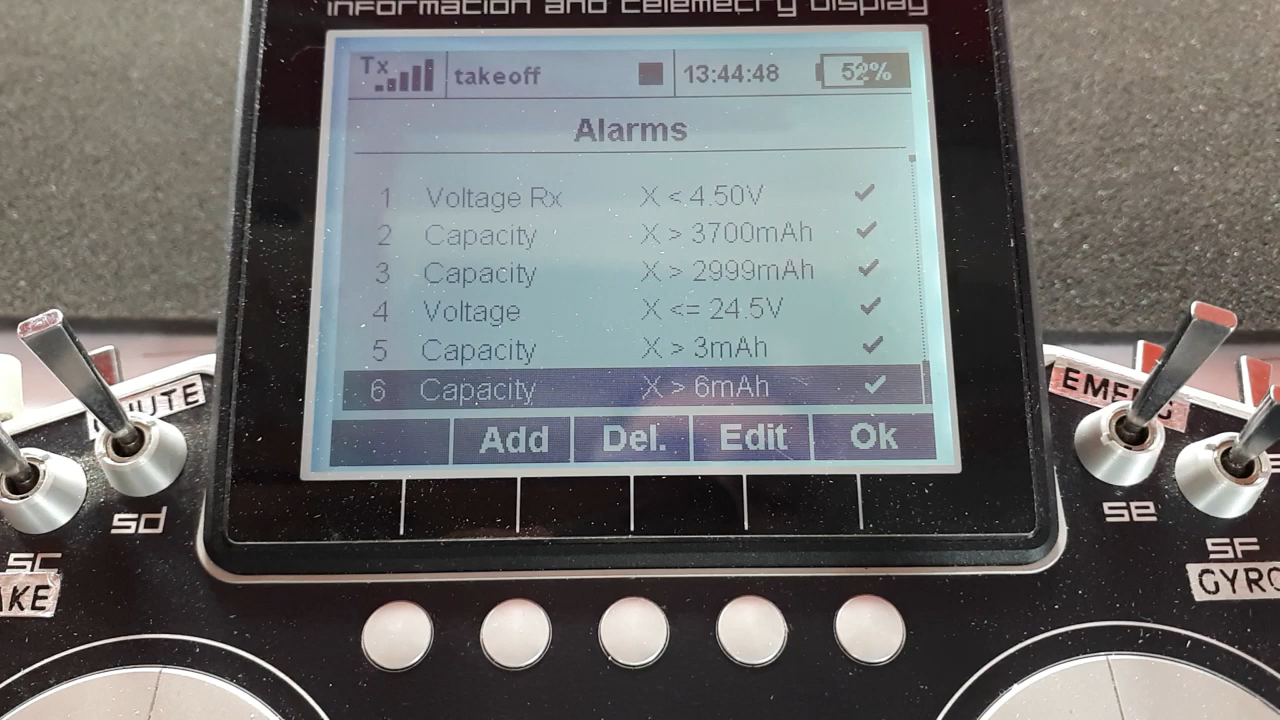 information and telemetry display
Tx takeoff 13:44:48 52%
Alarms
1 Voltage Rx X < 4.50V ✓
2 Capacity X > 3700mAh ✓
3 Capacity X > 2999mAh ✓
4 Voltage X <= 24.5V ✓
5 Capacity X > 3mAh ✓
6 Capacity X > 6mAh ✓
Add Del. Edit Ok
sd
se
sc
SF
GYRO